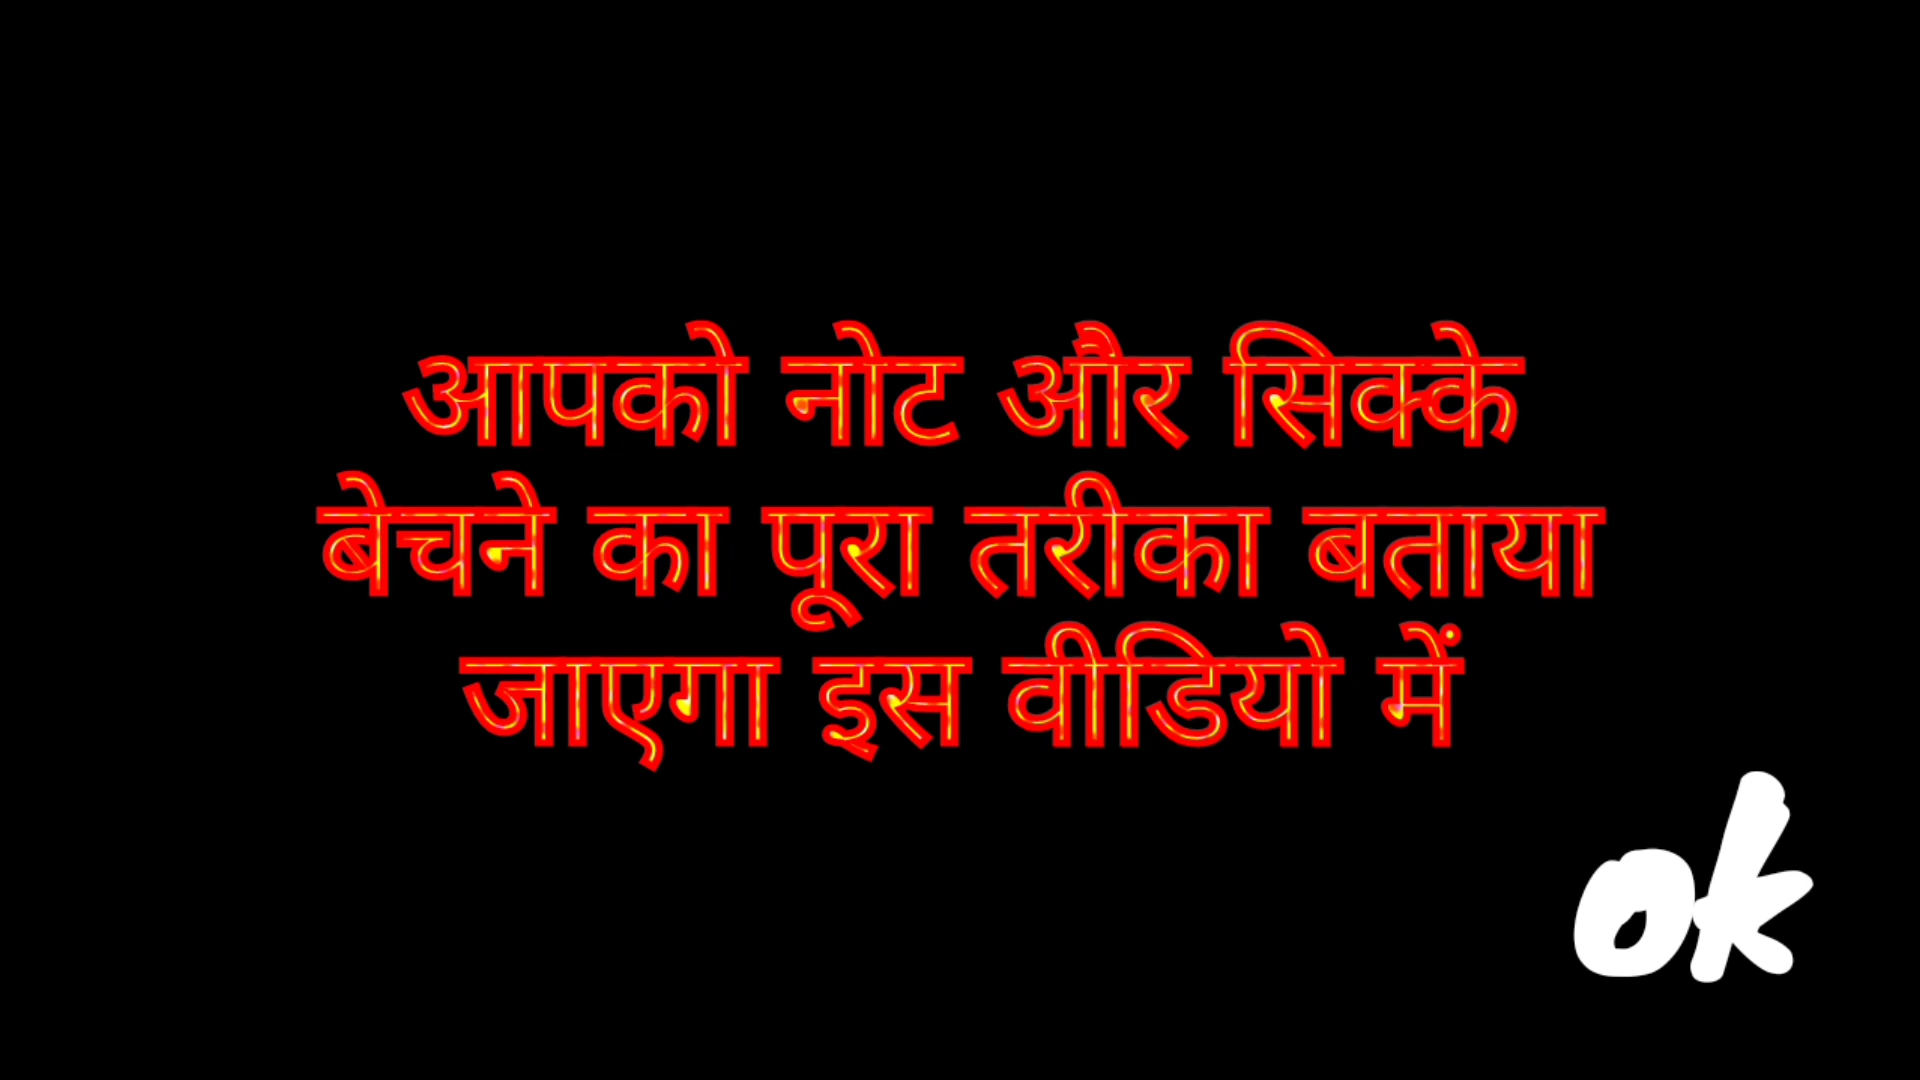 आपको नोट और सिक्के
बेचने का पूरा तरीका बताया
जाएगा इस वीडियो में
ok